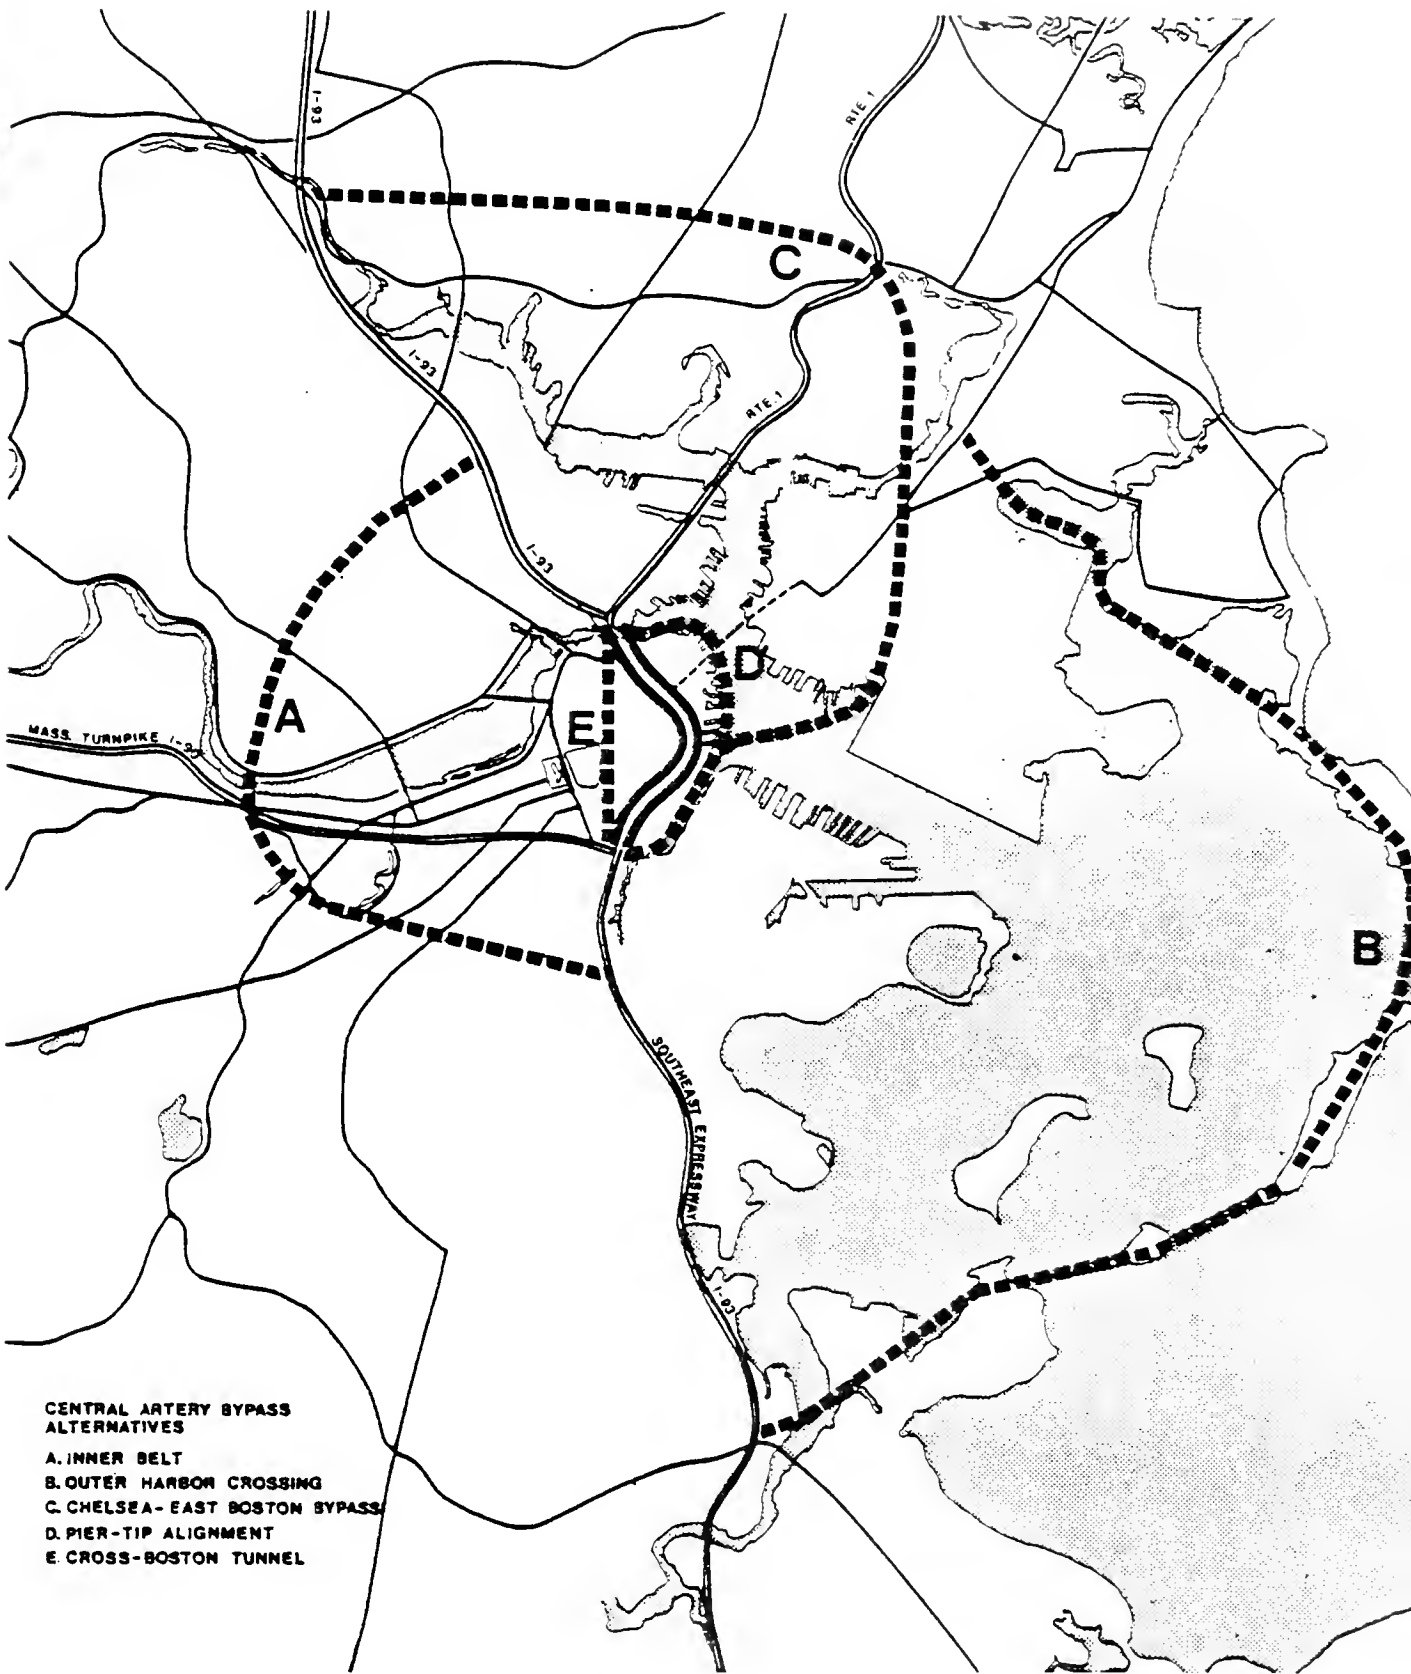 I-93
RTE. 1
C
I-93
RTE. 1
I-93
D
A
E
MASS. TURNPIKE I-9
B
SOUTHEAST EXPRESSWAY
I-93
CENTRAL ARTERY BYPASS
ALTERNATIVES
A. INNER BELT
B. OUTER HARBOR CROSSING
C. CHELSEA-EAST BOSTON BYPASS
D. PIER-TIP ALIGNMENT
E. CROSS-BOSTON TUNNEL